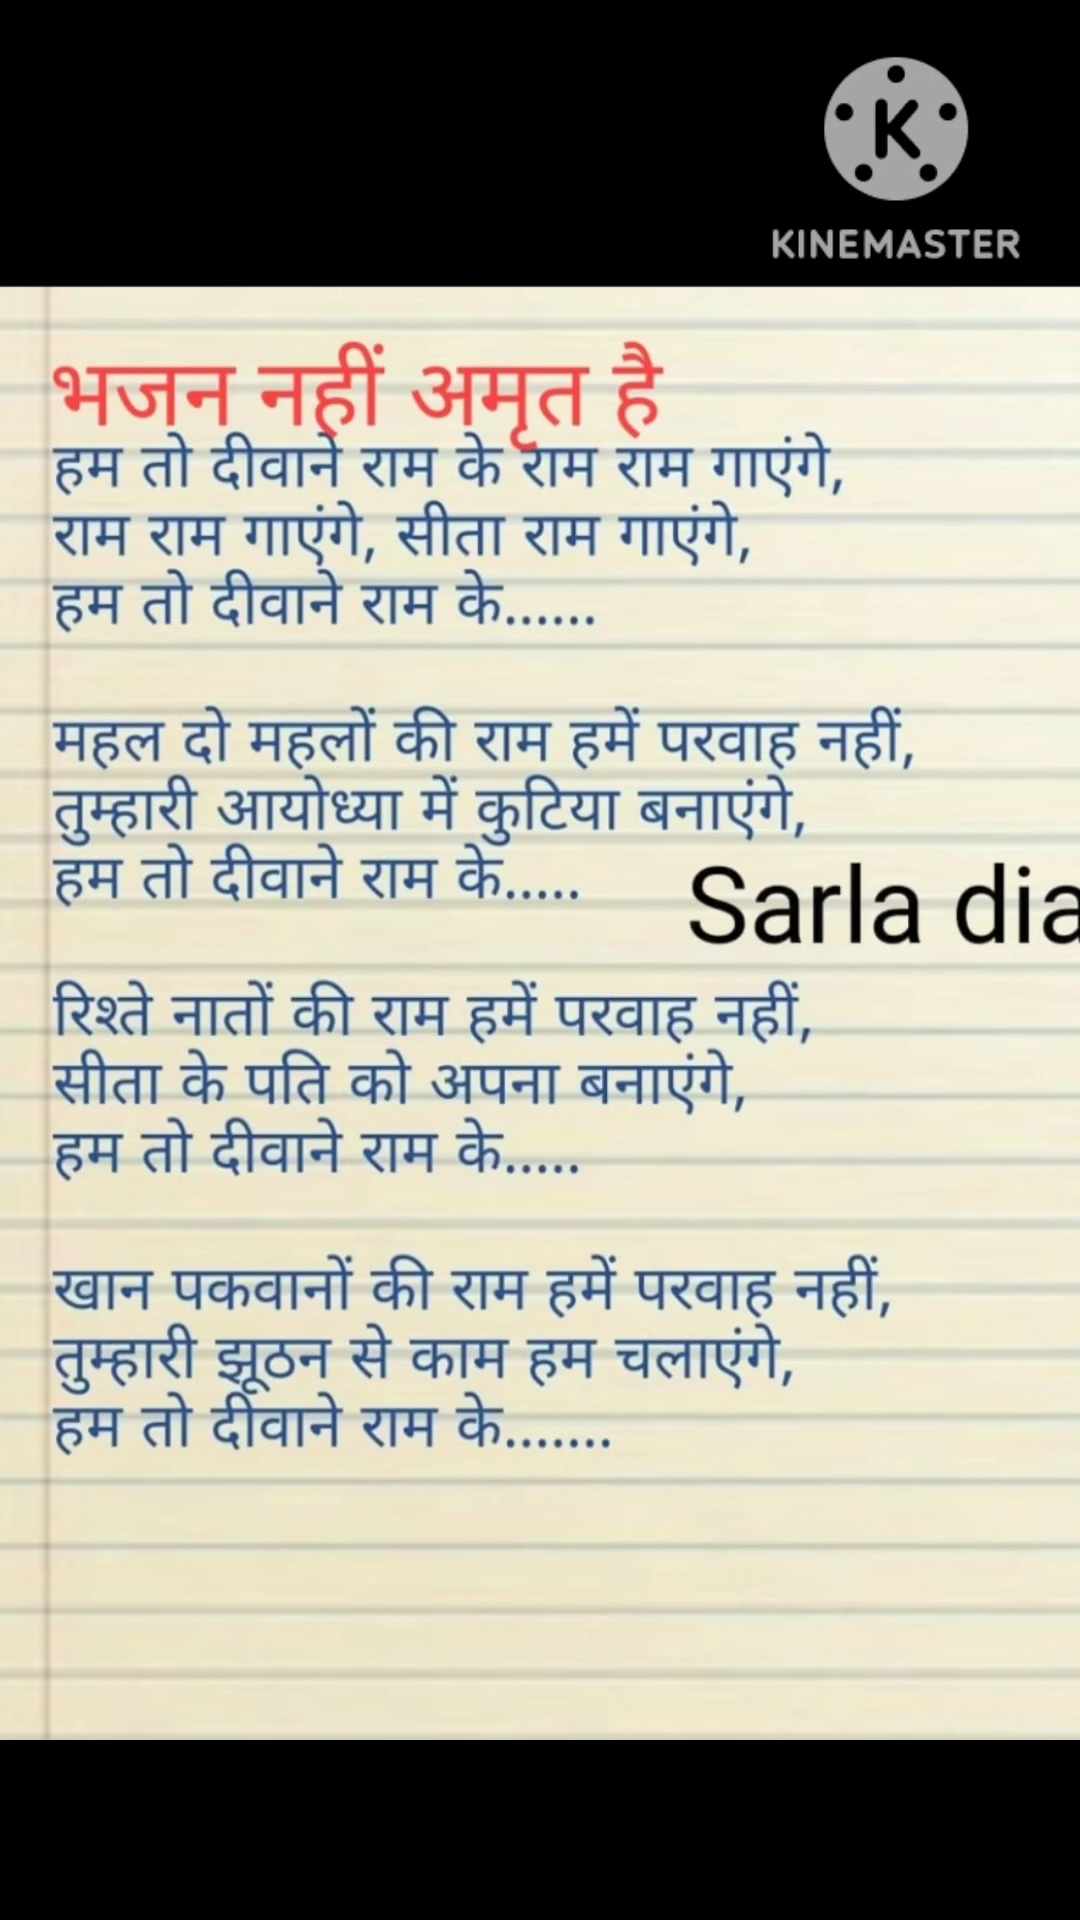 KINEMASTER
भजन नहीं अमृत है
हम तो दीवाने राम के राम राम गाएंगे,
राम राम गाएंगे, सीता राम गाएंगे,
हम तो दीवाने राम के......
महल दो महलों की राम हमें परवाह नहीं,
तुम्हारी आयोध्या में कुटिया बनाएंगे,
हम तो दीवाने राम के.....
Sarla dia
रिश्ते नातों की राम हमें परवाह नहीं,
सीता के पति को अपना बनाएंगे,
हम तो दीवाने राम के.....
खान पकवानों की राम हमें परवाह नहीं,
तुम्हारी झूठन से काम हम चलाएंगे,
हम तो दीवाने राम के.......